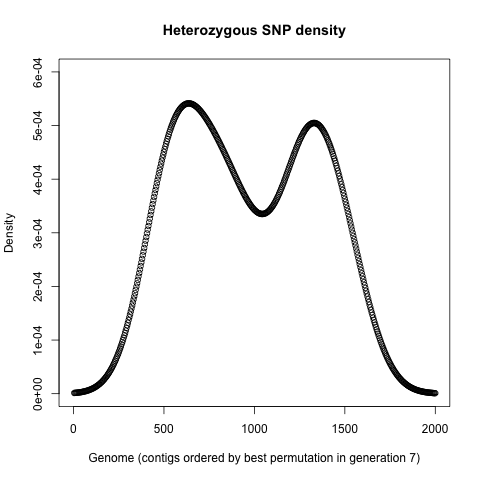 Heterozygous SNP density
6e-04
5e-04
4e-04
3e-04
2e-04
1e-04
0e+00
Density
0 500 1000 1500 2000
Genome (contigs ordered by best permutation in generation 7)